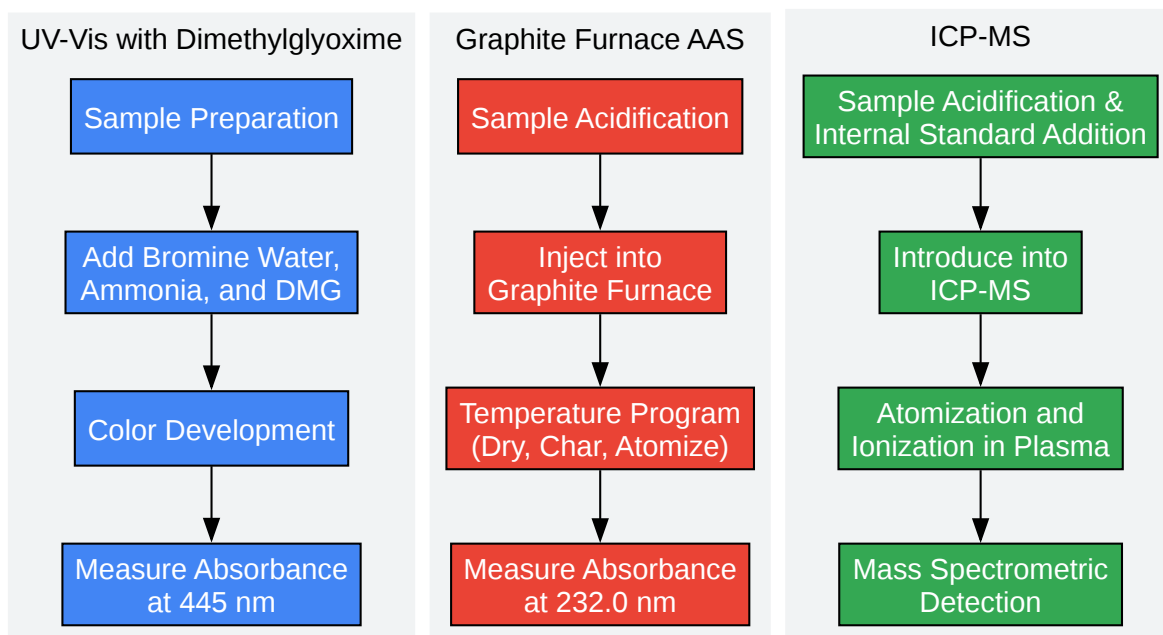 UV-Vis with Dimethylglyoxime
Sample Preparation
Add Bromine Water,
Ammonia, and DMG
Color Development
Measure Absorbance
at 445 nm
Graphite Furnace AAS
Sample Acidification
Inject into
Graphite Furnace
Temperature Program
(Dry, Char, Atomize)
Measure Absorbance
at 232.0 nm
ICP-MS
Sample Acidification &
Internal Standard Addition
Introduce into
ICP-MS
Atomization and
Ionization in Plasma
Mass Spectrometric
Detection